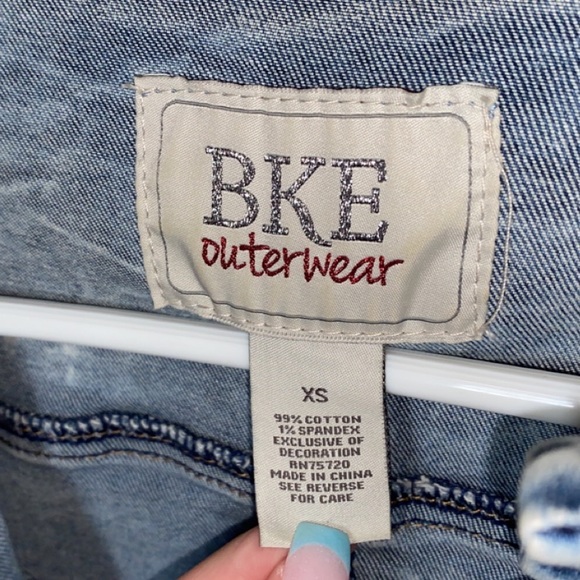 BKE
outerwear
XS
99% COTTON
1% SPANDEX
EXCLUSIVE OF
DECORATION
RN75720
MADE IN CHINA
SEE REVERSE
FOR CARE